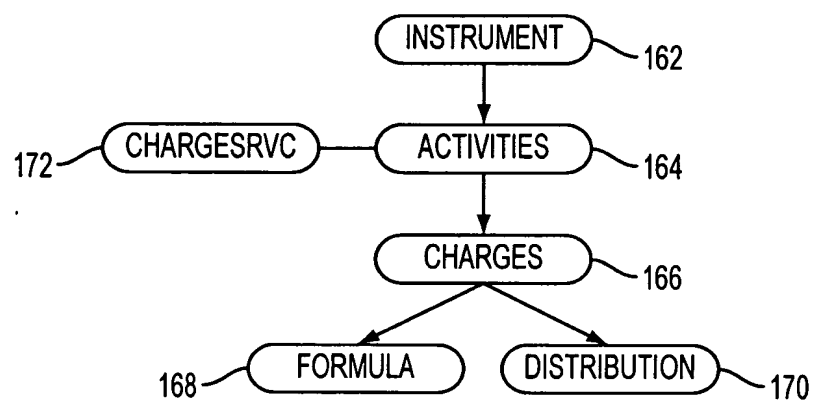 INSTRUMENT
162
172
CHARGESRVC
ACTIVITIES
164
CHARGES
166
168
FORMULA
DISTRIBUTION
170